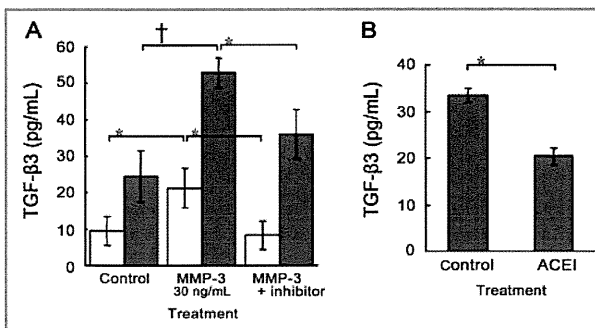 A
TGF-β3 (pg/mL)
60
50
40
30
20
10
0
†
*
*
*
Control
MMP-3
30 ng/mL
MMP-3
+ inhibitor
Treatment
B
TGF-β3 (pg/mL)
40
30
20
10
0
*
Control
ACEI
Treatment